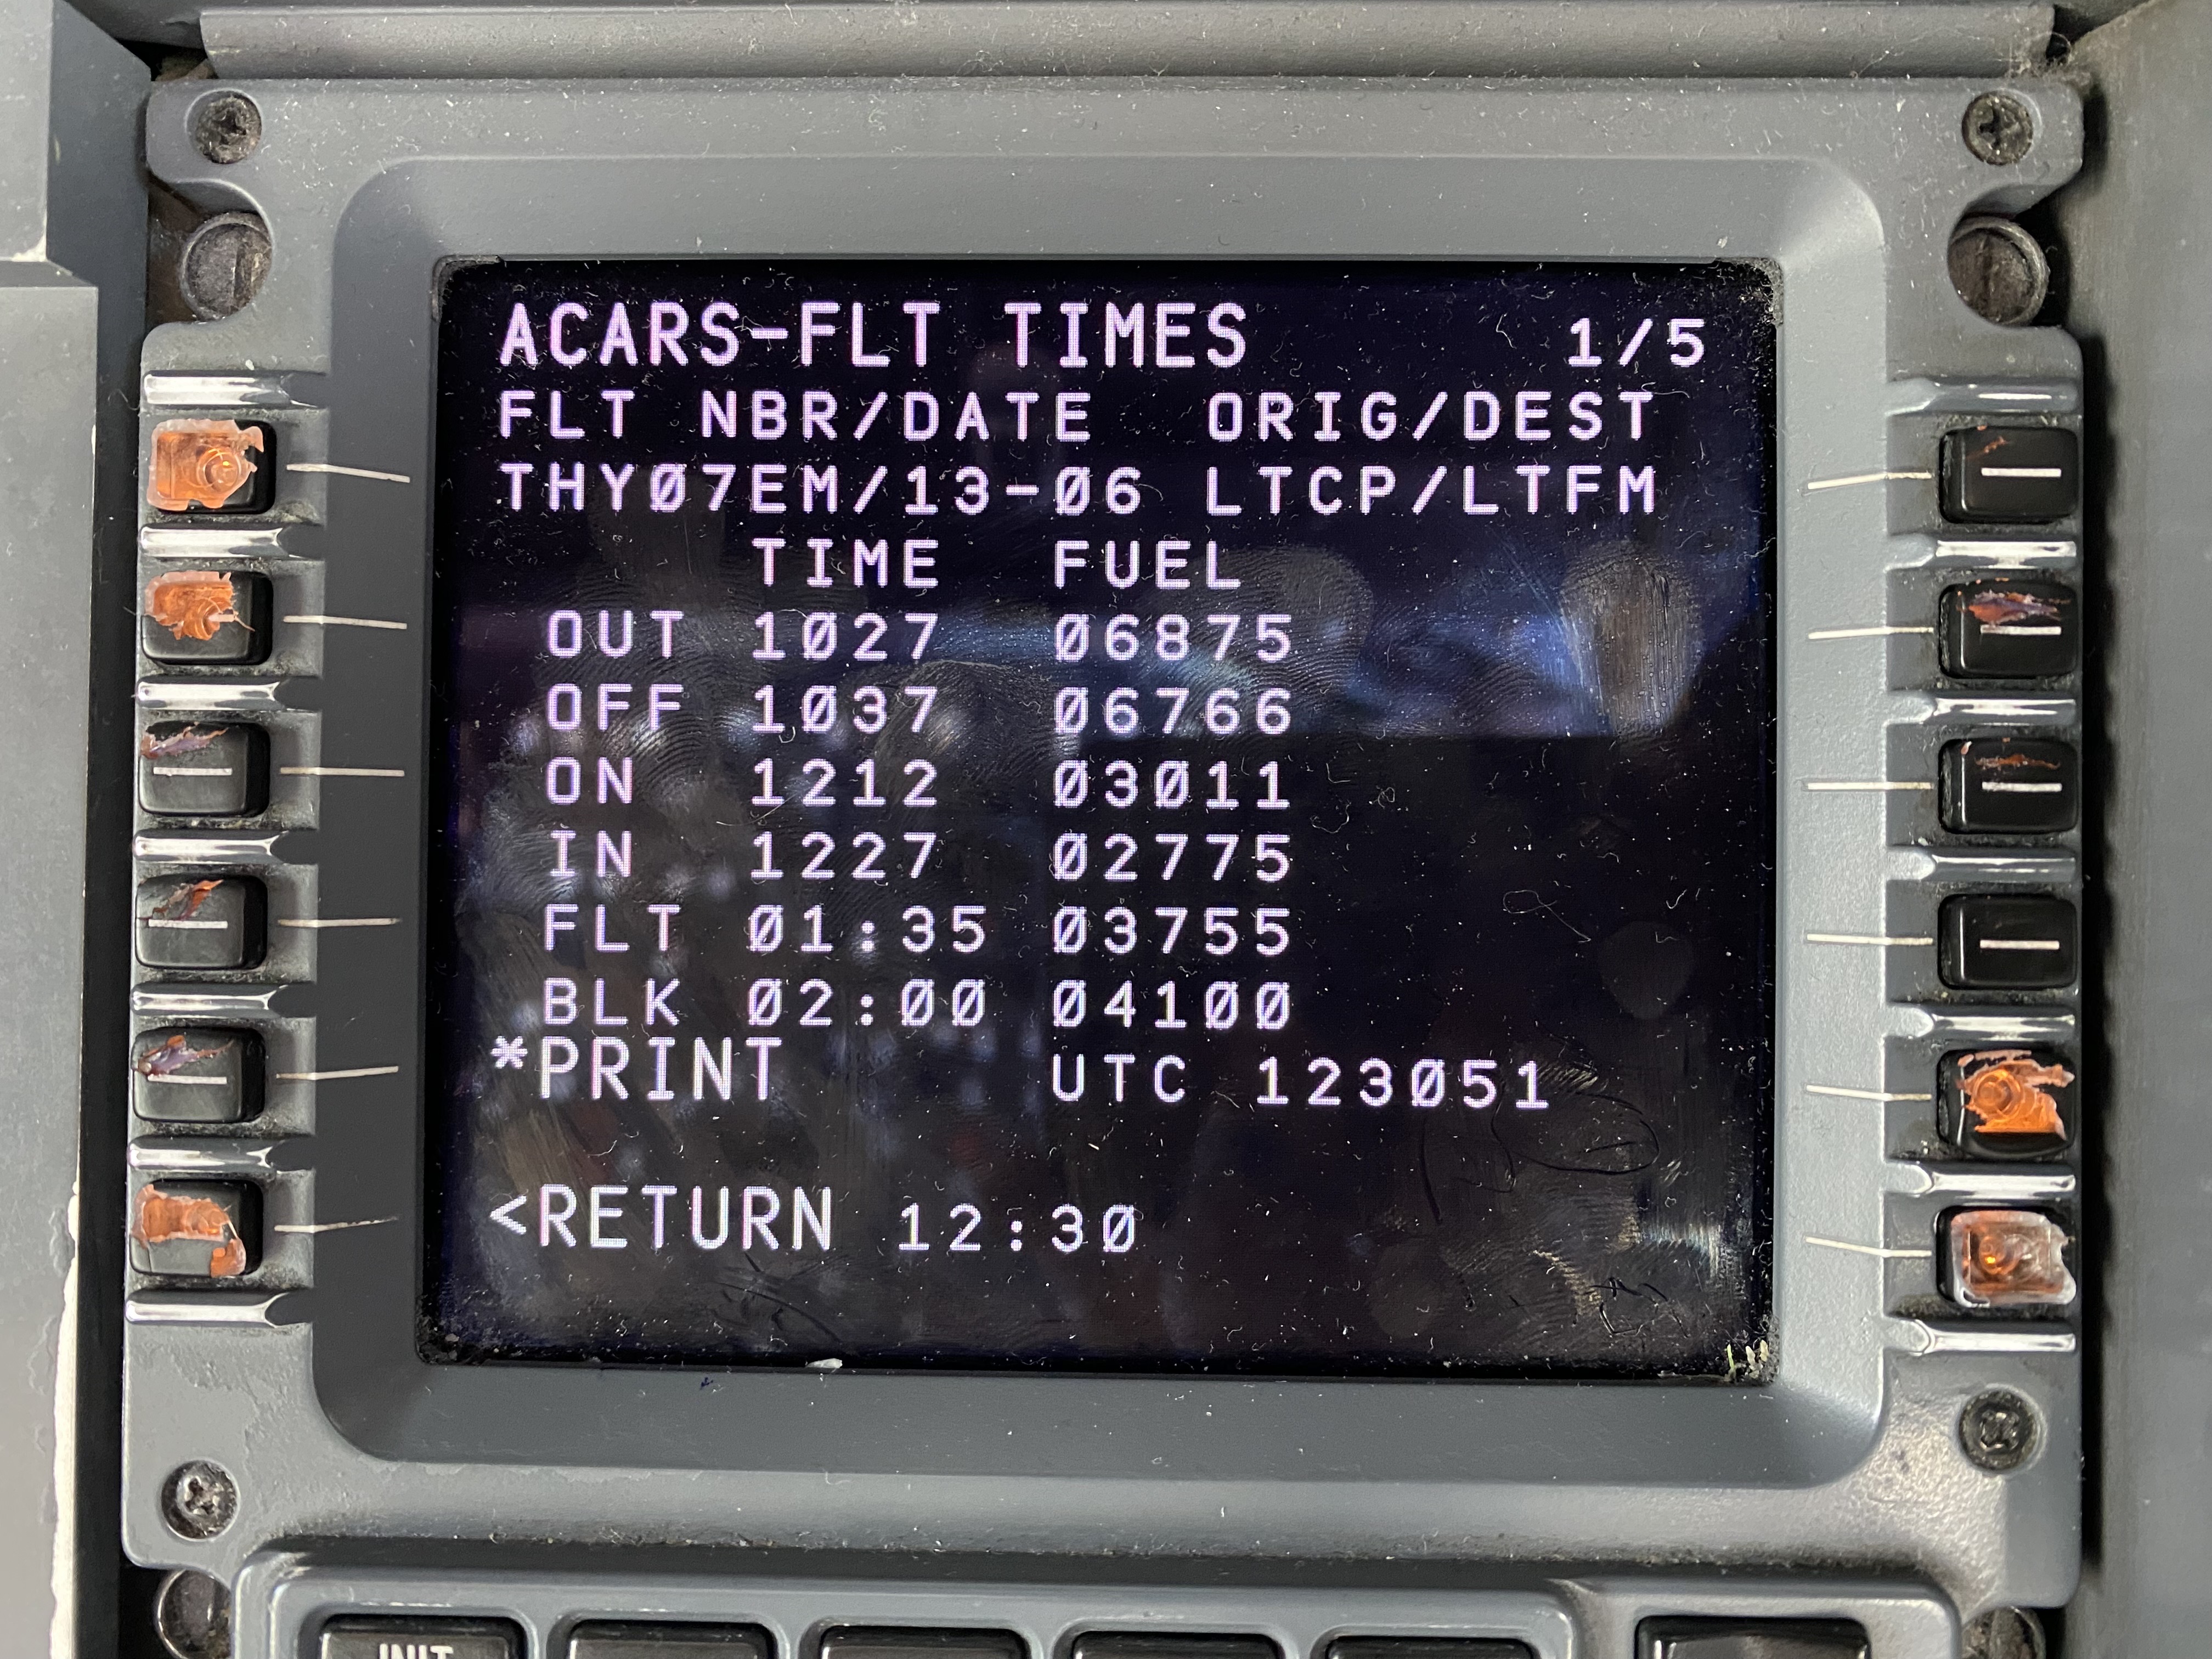 ACARS-FLT TIMES 1/5
FLT NBR/DATE ORIG/DEST
THY07EM/13-06 LTCP/LTFM
TIME FUEL
OUT 1027 06875
OFF 1037 06766
ON 1212 03011
IN 1227 02775
FLT 01:35 03755
BLK 02:00 04100
*PRINT UTC 123051
<RETURN 12:30
INIT